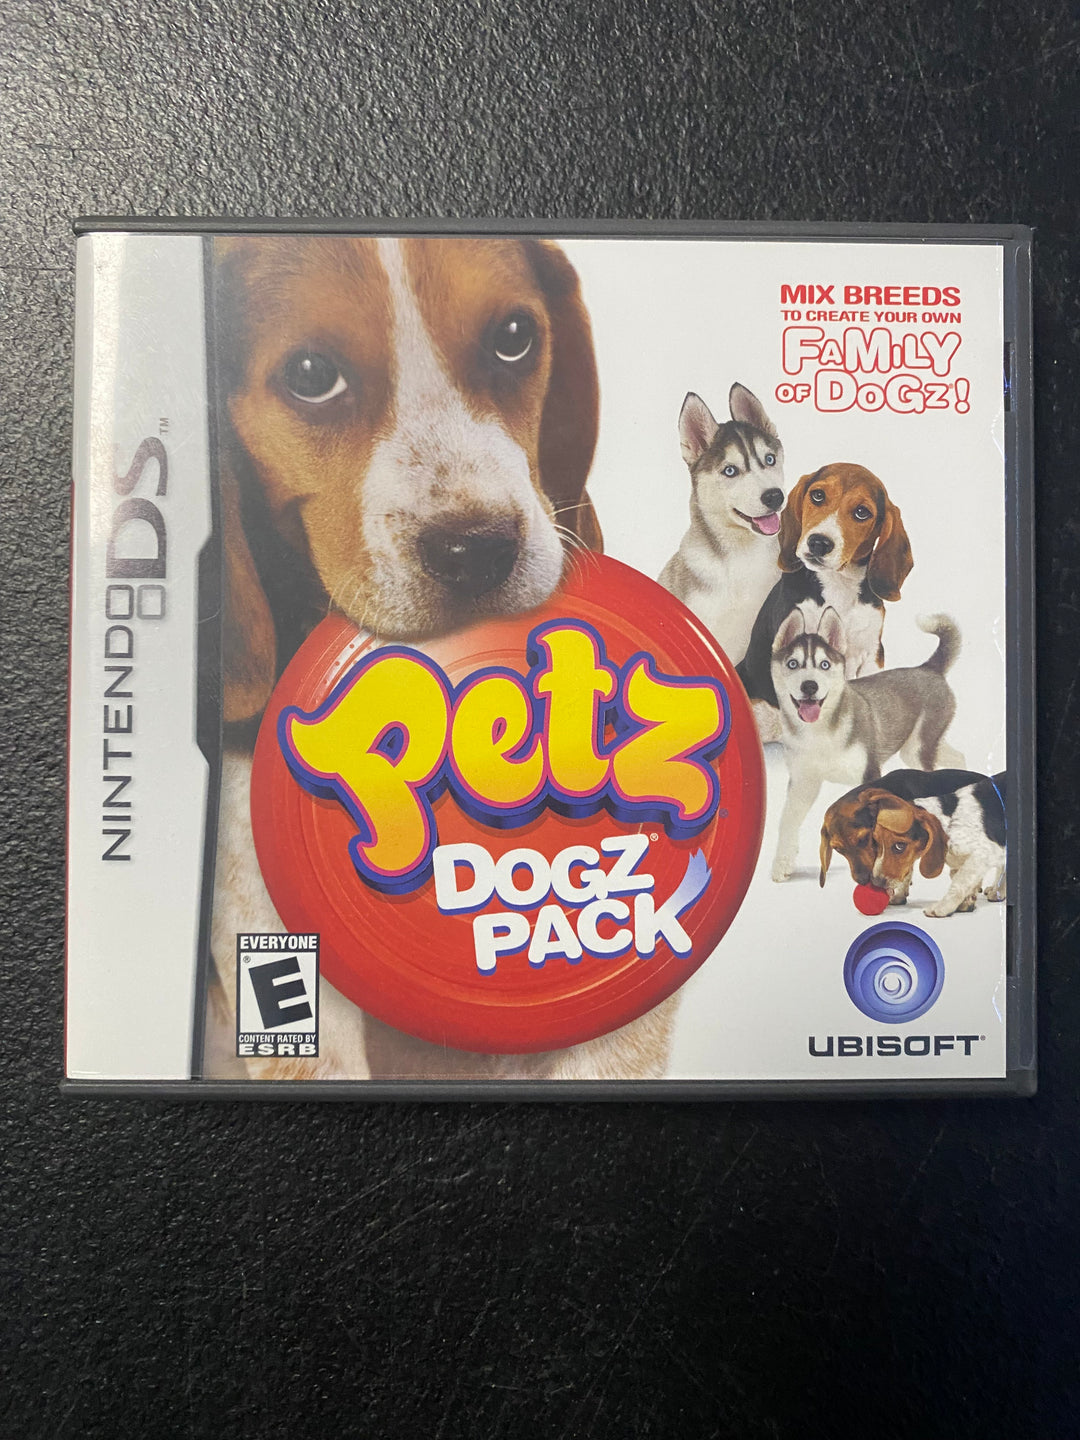 NINTENDO DS™
MIX BREEDS
TO CREATE YOUR OWN
FaMiLY
OF DoGz®!
Petz
DOGZ®
PACK
EVERYONE
E®
CONTENT RATED BY
ESRB
UBISOFT®